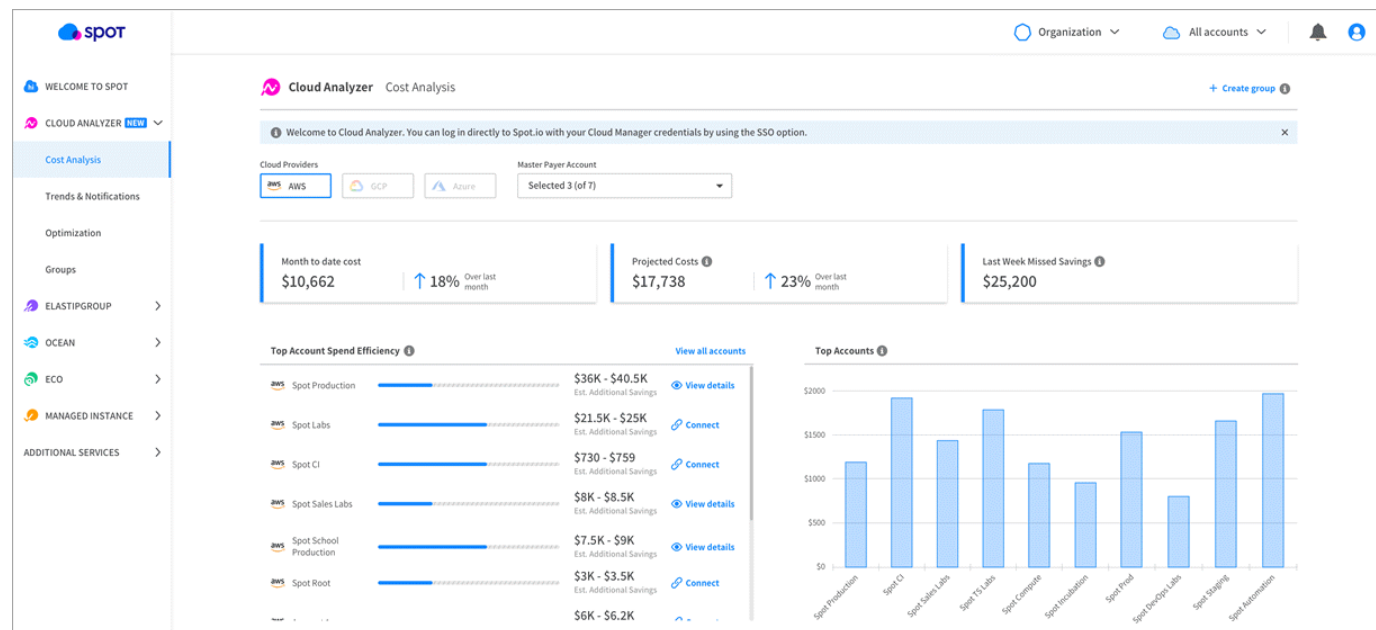 spot
Organization
All accounts
hi WELCOME TO SPOT
CLOUD ANALYZER NEW
Cost Analysis
Trends & Notifications
Optimization
Groups
ELASTIPGROUP
OCEAN
ECO
MANAGED INSTANCE
ADDITIONAL SERVICES
Cloud Analyzer Cost Analysis
+ Create group
Welcome to Cloud Analyzer. You can log in directly to Spot.io with your Cloud Manager credentials by using the SSO option.
Cloud Providers
aws AWS
GCP
Azure
Master Payer Account
Selected 3 (of 7)
Month to date cost
$10,662
18% Over last
month
Projected Costs
$17,738
23% Over last
month
Last Week Missed Savings
$25,200
Top Account Spend Efficiency
View all accounts
aws Spot Production
$36K - $40.5K
Est. Additional Savings
View details
aws Spot Labs
$21.5K - $25K
Est. Additional Savings
Connect
aws Spot CI
$730 - $759
Est. Additional Savings
Connect
aws Spot Sales Labs
$8K - $8.5K
Est. Additional Savings
View details
aws Spot School
Production
$7.5K - $9K
Est. Additional Savings
View details
aws Spot Root
$3K - $3.5K
Est. Additional Savings
Connect
$6K - $6.2K
Top Accounts
$2000
$1500
$1000
$500
$0
Spot Production
Spot CI
Spot Sales Labs
Spot TS Labs
Spot Compute
Spot Incubation
Spot Prod
Spot DevOps Labs
Spot Staging
Spot Automation